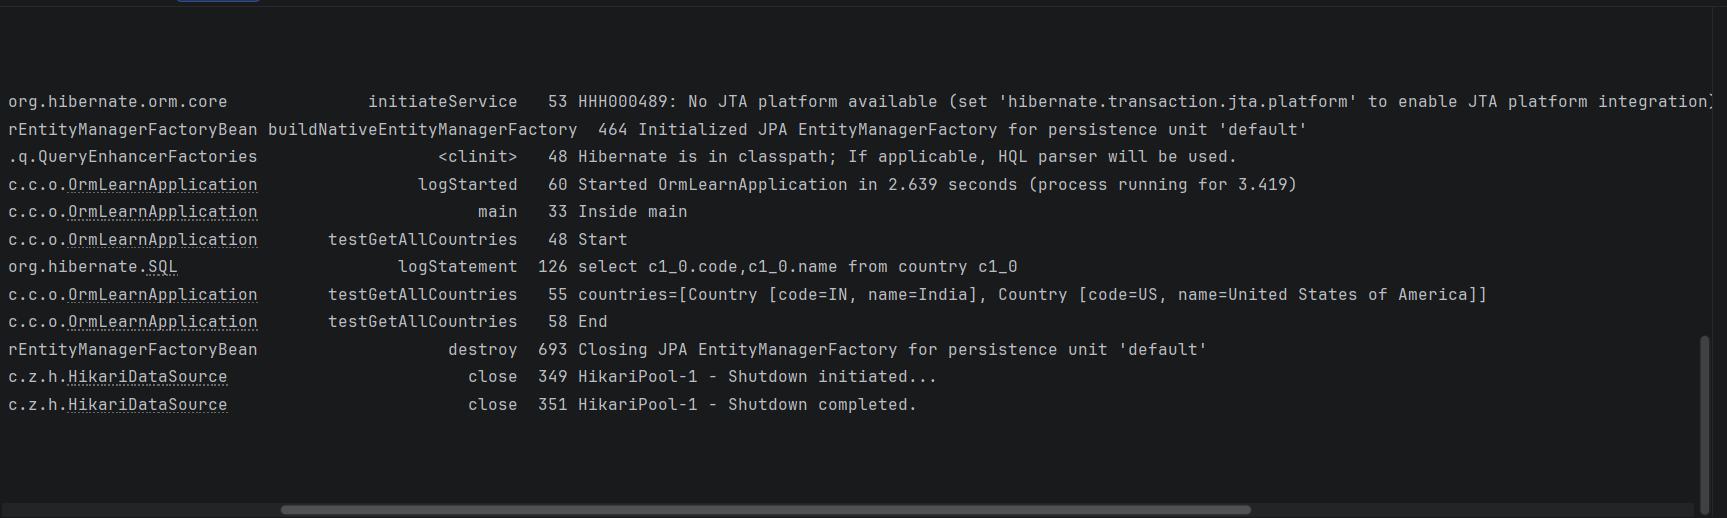 org.hibernate.orm.core              initiateService   53 HHH000489: No JTA platform available (set 'hibernate.transaction.jta.platform' to enable JTA platform integration)
rEntityManagerFactoryBean buildNativeEntityManagerFactory  464 Initialized JPA EntityManagerFactory for persistence unit 'default'
.q.QueryEnhancerFactories                  <clinit>   48 Hibernate is in classpath; If applicable, HQL parser will be used.
c.c.o.OrmLearnApplication                logStarted   60 Started OrmLearnApplication in 2.639 seconds (process running for 3.419)
c.c.o.OrmLearnApplication                      main   33 Inside main
c.c.o.OrmLearnApplication       testGetAllCountries   48 Start
org.hibernate.SQL                      logStatement  126 select c1_0.code,c1_0.name from country c1_0
c.c.o.OrmLearnApplication       testGetAllCountries   55 countries=[Country [code=IN, name=India], Country [code=US, name=United States of America]]
c.c.o.OrmLearnApplication       testGetAllCountries   58 End
rEntityManagerFactoryBean                   destroy  693 Closing JPA EntityManagerFactory for persistence unit 'default'
c.z.h.HikariDataSource                        close  349 HikariPool-1 - Shutdown initiated...
c.z.h.HikariDataSource                        close  351 HikariPool-1 - Shutdown completed.